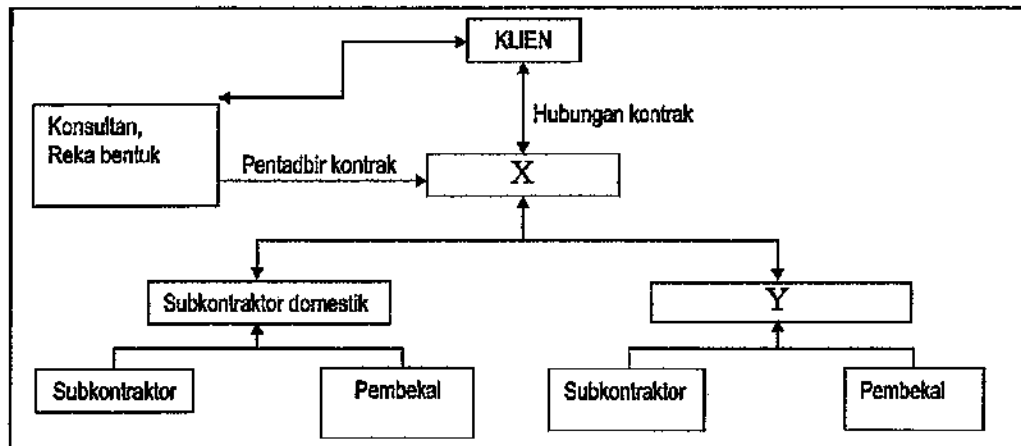 KLIEN
Hubungan kontrak
Konsultan,
Reka bentuk
Pentadbir kontrak
X
Subkontraktor domestik
Y
Subkontraktor
Pembekal
Subkontraktor
Pembekal